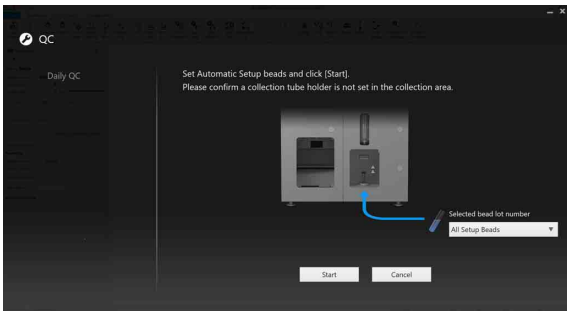 QC
Daily QC
Set Automatic Setup beads and click [Start].
Please confirm a collection tube holder is not set in the collection area.
Selected bead lot number
All Setup Beads
Start
Cancel